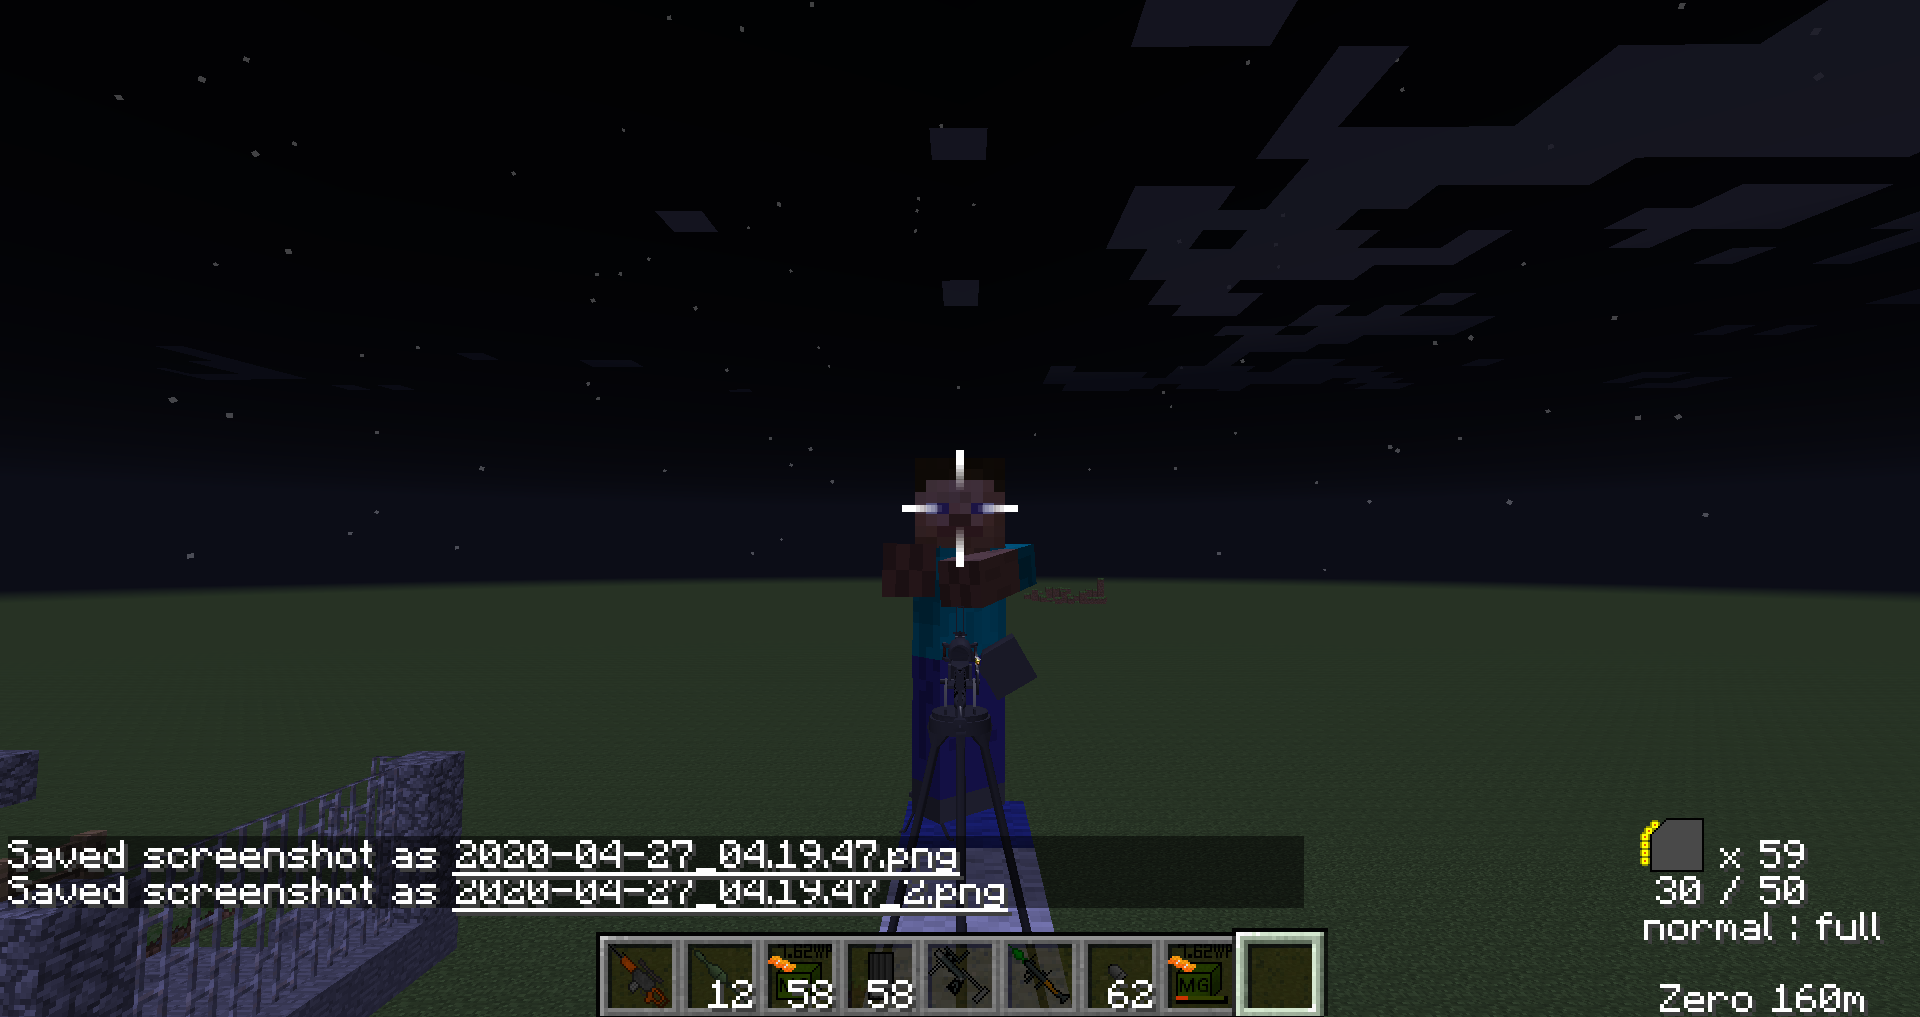 Saved screenshot as 2020-04-27_04.19.47.png
Saved screenshot as 2020-04-27_04.19.47_2.png
x 59
30 / 50
normal : full
Zero 160m
12
58
58
62
MG